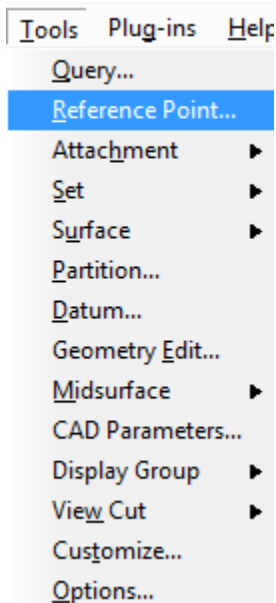 Tools Plug-ins Help
Query...
Reference Point...
Attachment
Set
Surface
Partition...
Datum...
Geometry Edit...
Midsurface
CAD Parameters...
Display Group
View Cut
Customize...
Options...